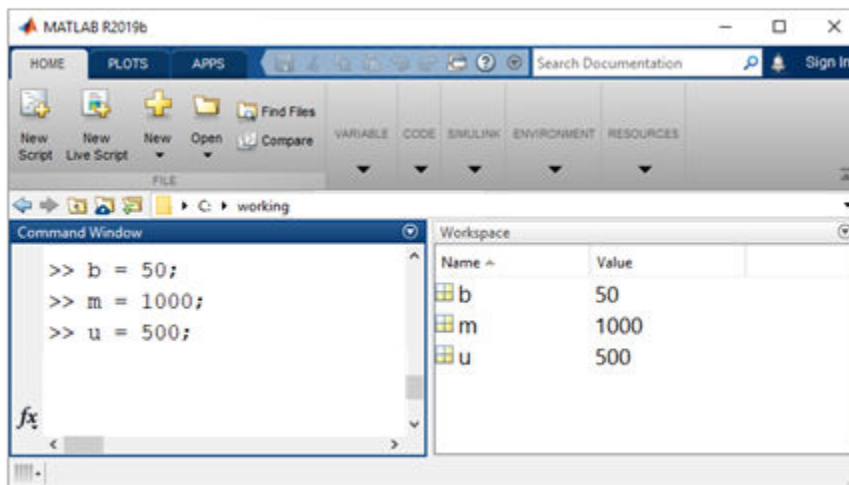 MATLAB R2019b
HOME PLOTS APPS Search Documentation Sign In
New Script
New Live Script
New
Open
Find Files
Compare
FILE
VARIABLE CODE SIMULINK ENVIRONMENT RESOURCES
C: working
Command Window
>> b = 50;
>> m = 1000;
>> u = 500;
fx
Workspace
Name Value
b 50
m 1000
u 500